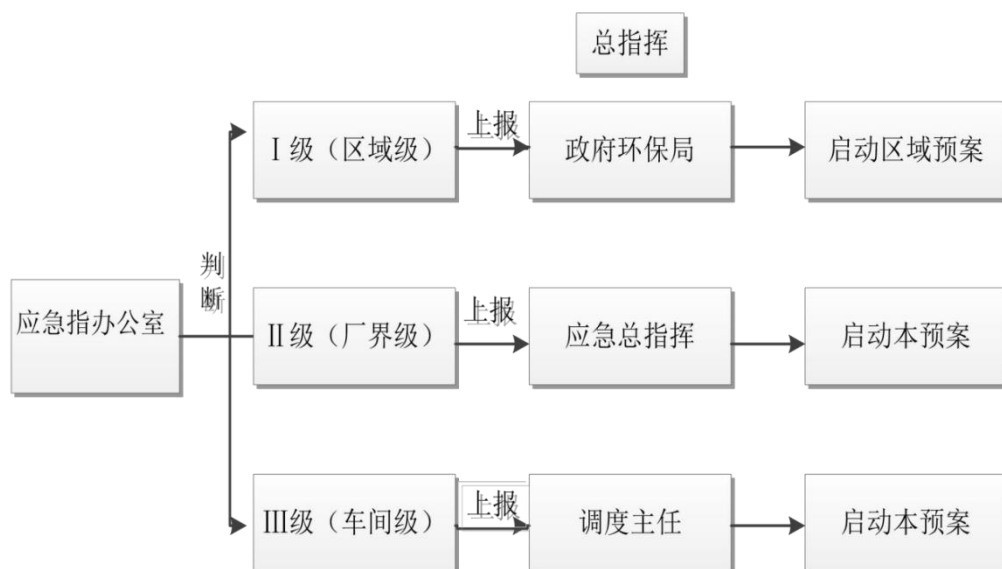 总指挥
Ⅰ级（区域级）
上报
政府环保局
启动区域预案
判断
应急指办公室
Ⅱ级（厂界级）
上报
应急总指挥
启动本预案
Ⅲ级（车间级）
上报
调度主任
启动本预案